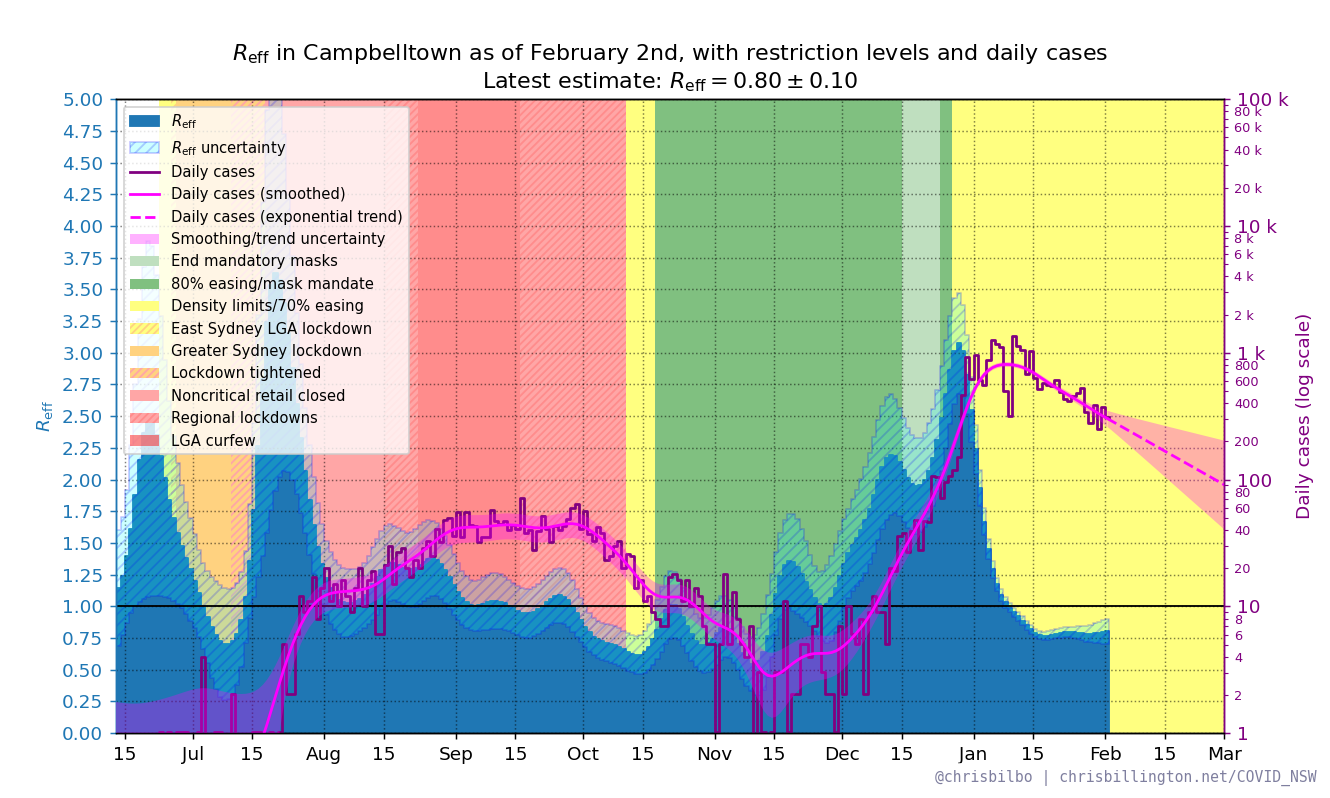 Reff in Campbelltown as of February 2nd, with restriction levels and daily cases
Latest estimate: Reff = 0.80 ± 0.10
5.00
4.75
4.50
4.25
4.00
3.75
3.50
3.25
3.00
2.75
2.50
2.25
2.00
1.75
1.50
1.25
1.00
0.75
0.50
0.25
0.00
Reff
Reff
Reff uncertainty
Daily cases
Daily cases (smoothed)
Daily cases (exponential trend)
Smoothing/trend uncertainty
End mandatory masks
80% easing/mask mandate
Density limits/70% easing
East Sydney LGA lockdown
Greater Sydney lockdown
Lockdown tightened
Noncritical retail closed
Regional lockdowns
LGA curfew
100 k
80 k
60 k
40 k
20 k
10 k
8 k
6 k
4 k
2 k
1 k
800
600
400
200
100
80
60
40
20
10
8
6
4
2
1
Daily cases (log scale)
15 Jul 15 Aug 15 Sep 15 Oct 15 Nov 15 Dec 15 Jan 15 Feb 15 Mar
@chrisbilbo | chrisbillington.net/COVID_NSW